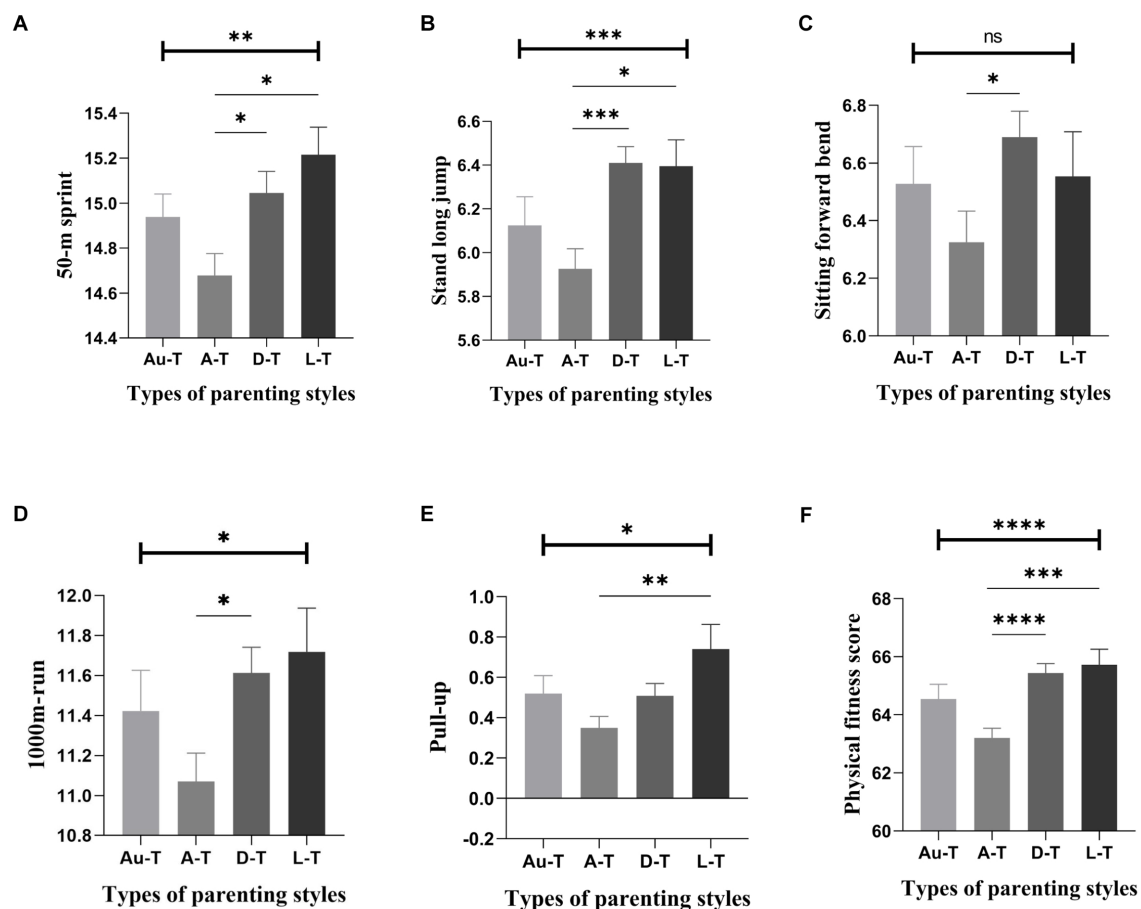 A
**
*
*
50-m sprint
15.4
15.2
15.0
14.8
14.6
14.4
Au-T A-T D-T L-T
Types of parenting styles
B
***
*
***
Stand long jump
6.6
6.4
6.2
6.0
5.8
5.6
Au-T A-T D-T L-T
Types of parenting styles
C
ns
*
Sitting forward bend
6.8
6.6
6.4
6.2
6.0
Au-T A-T D-T L-T
Types of parenting styles
D
*
*
1000m-run
12.0
11.8
11.6
11.4
11.2
11.0
10.8
Au-T A-T D-T L-T
Types of parenting styles
E
*
**
Pull-up
1.0
0.8
0.6
0.4
0.2
0.0
-0.2
Au-T A-T D-T L-T
Types of parenting styles
F
****
***
****
Physical fitness score
68
66
64
62
60
Au-T A-T D-T L-T
Types of parenting styles